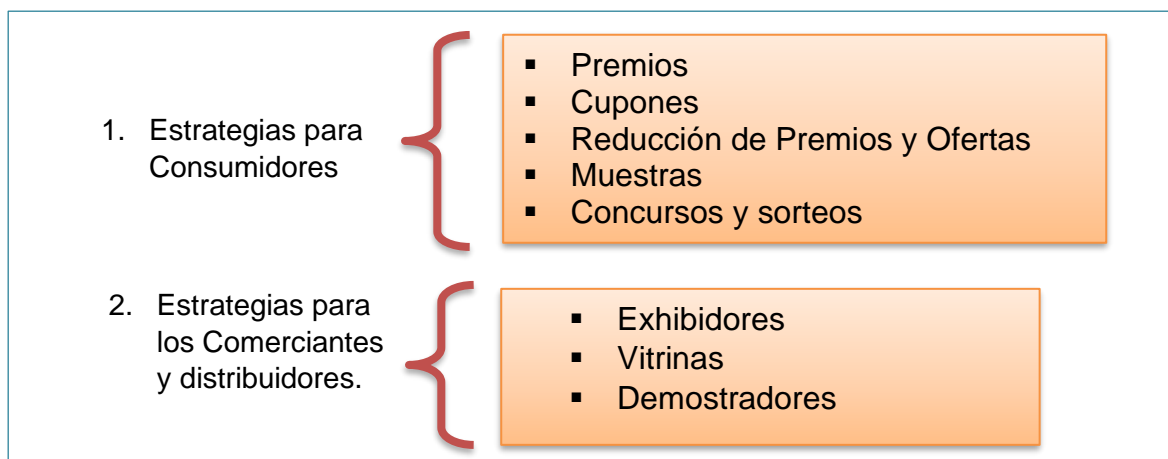 1. Estrategias para
Consumidores
▪ Premios
▪ Cupones
▪ Reducción de Premios y Ofertas
▪ Muestras
▪ Concursos y sorteos
2. Estrategias para
los Comerciantes
y distribuidores.
▪ Exhibidores
▪ Vitrinas
▪ Demostradores